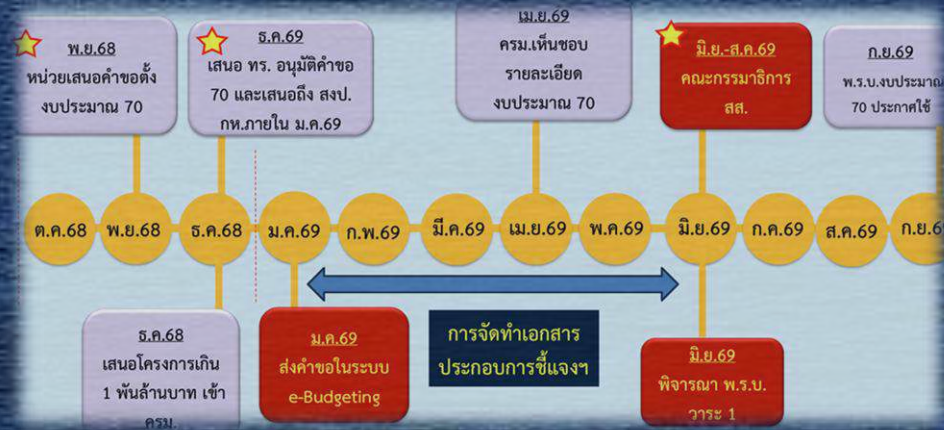 พ.ย.68
หน่วยเสนอคำขอตั้ง
งบประมาณ 70
ธ.ค.69
เสนอ ทร. อนุมัติคำขอ
70 และเสนอถึง สงป.
กห.ภายใน ม.ค.69
เม.ย.69
ครม.เห็นชอบ
รายละเอียด
งบประมาณ 70
มิ.ย.-ส.ค.69
คณะกรรมาธิการ
สส.
ก.ย.69
พ.ร.บ.งบประมาณ
70 ประกาศใช้
ต.ค.68 พ.ย.68 ธ.ค.68 ม.ค.69 ก.พ.69 มี.ค.69 เม.ย.69 พ.ค.69 มิ.ย.69 ก.ค.69 ส.ค.69 ก.ย.69
ธ.ค.68
เสนอโครงการเกิน
1 พันล้านบาท เข้า
ครม.
ม.ค.69
ส่งคำขอในระบบ
e-Budgeting
การจัดทำเอกสาร
ประกอบการชี้แจงฯ
มิ.ย.69
พิจารณา พ.ร.บ.
วาระ 1